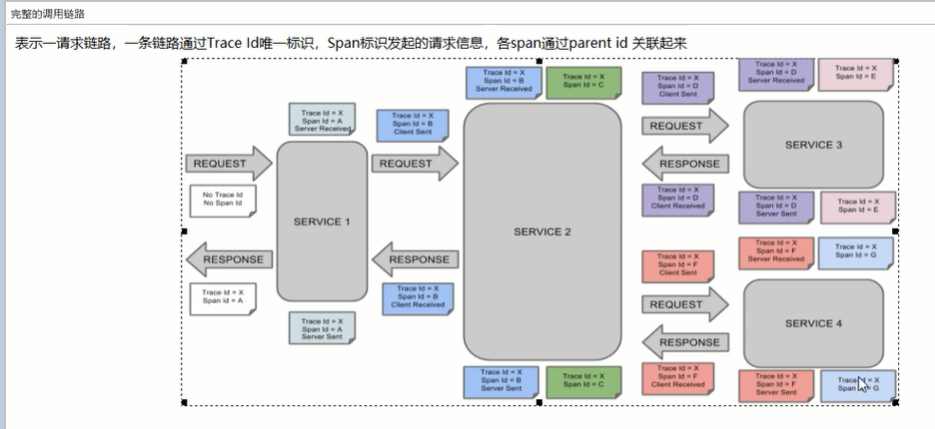 完整的调用链路
表示一请求链路，一条链路通过Trace Id唯一标识，Span标识发起的请求信息，各span通过parent id 关联起来
Trace Id = X
Span Id = A
Server Received
Trace Id = X
Span Id = B
Client Sent
Trace Id = X
Span Id = B
Server Received
Trace Id = X
Span Id = C
Trace Id = X
Span Id = D
Client Sent
Trace Id = X
Span Id = D
Server Received
Trace Id = X
Span Id = E
REQUEST
No Trace Id
No Span Id
RESPONSE
Trace Id = X
Span Id = A
SERVICE 1
Trace Id = X
Span Id = A
Server Sent
REQUEST
RESPONSE
Trace Id = X
Span Id = B
Client Received
SERVICE 2
Trace Id = X
Span Id = B
Server Sent
Trace Id = X
Span Id = C
REQUEST
RESPONSE
Trace Id = X
Span Id = D
Client Received
SERVICE 3
Trace Id = X
Span Id = D
Server Sent
Trace Id = X
Span Id = E
Trace Id = X
Span Id = F
Client Sent
Trace Id = X
Span Id = F
Server Received
Trace Id = X
Span Id = G
REQUEST
RESPONSE
Trace Id = X
Span Id = F
Client Received
SERVICE 4
Trace Id = X
Span Id = F
Server Sent
Trace Id = X
Span Id = G